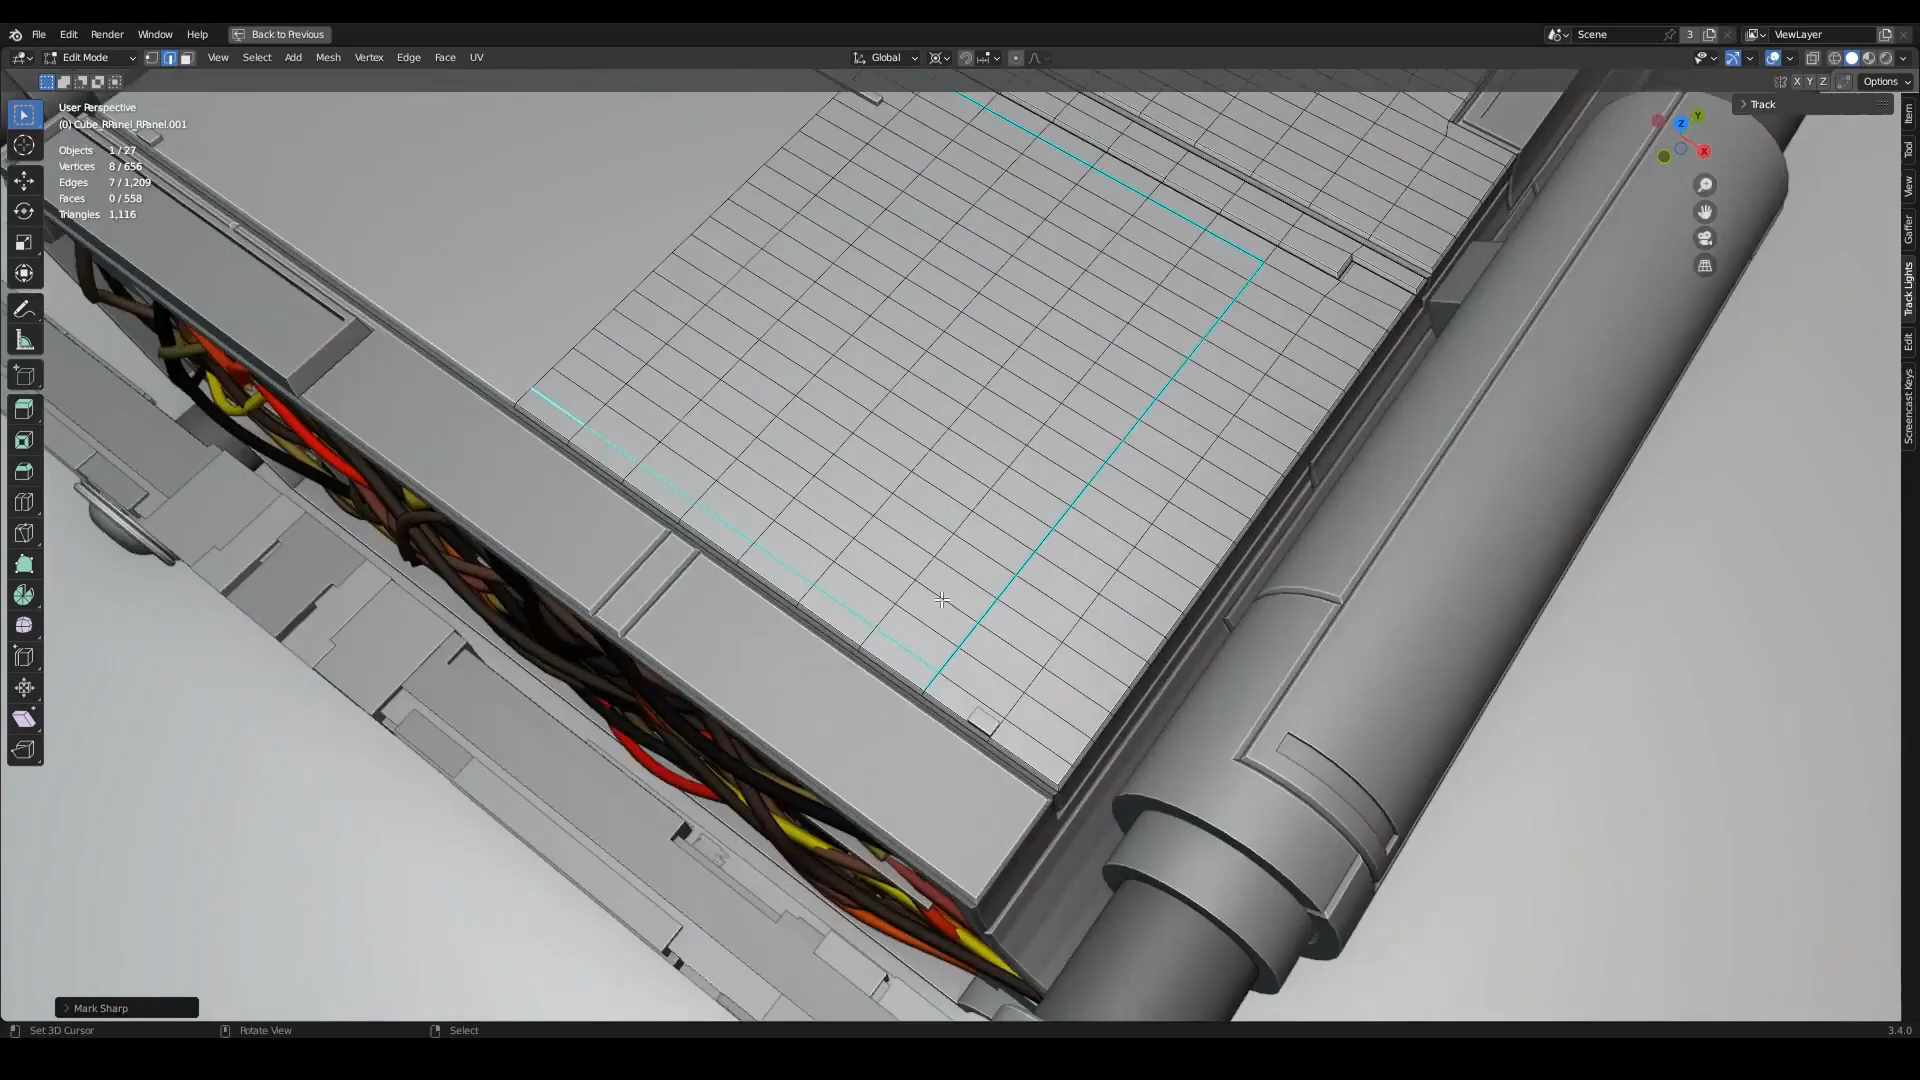 File Edit Render Window Help Back to Previous Scene 3 ViewLayer
Edit Mode View Select Add Mesh Vertex Edge Face UV Global
X Y Z Options
User Perspective
(0) Cube_RPanel_RPanel.001
Objects 1 / 27
Vertices 8 / 656
Edges 7 / 1,209
Faces 0 / 558
Triangles 1,116
Track
Z
Y
X
Item
Tool
View
Gaffer
Track Lights
Edit
Screencast Keys
Mark Sharp
Set 3D Cursor Rotate View Select 3.4.0